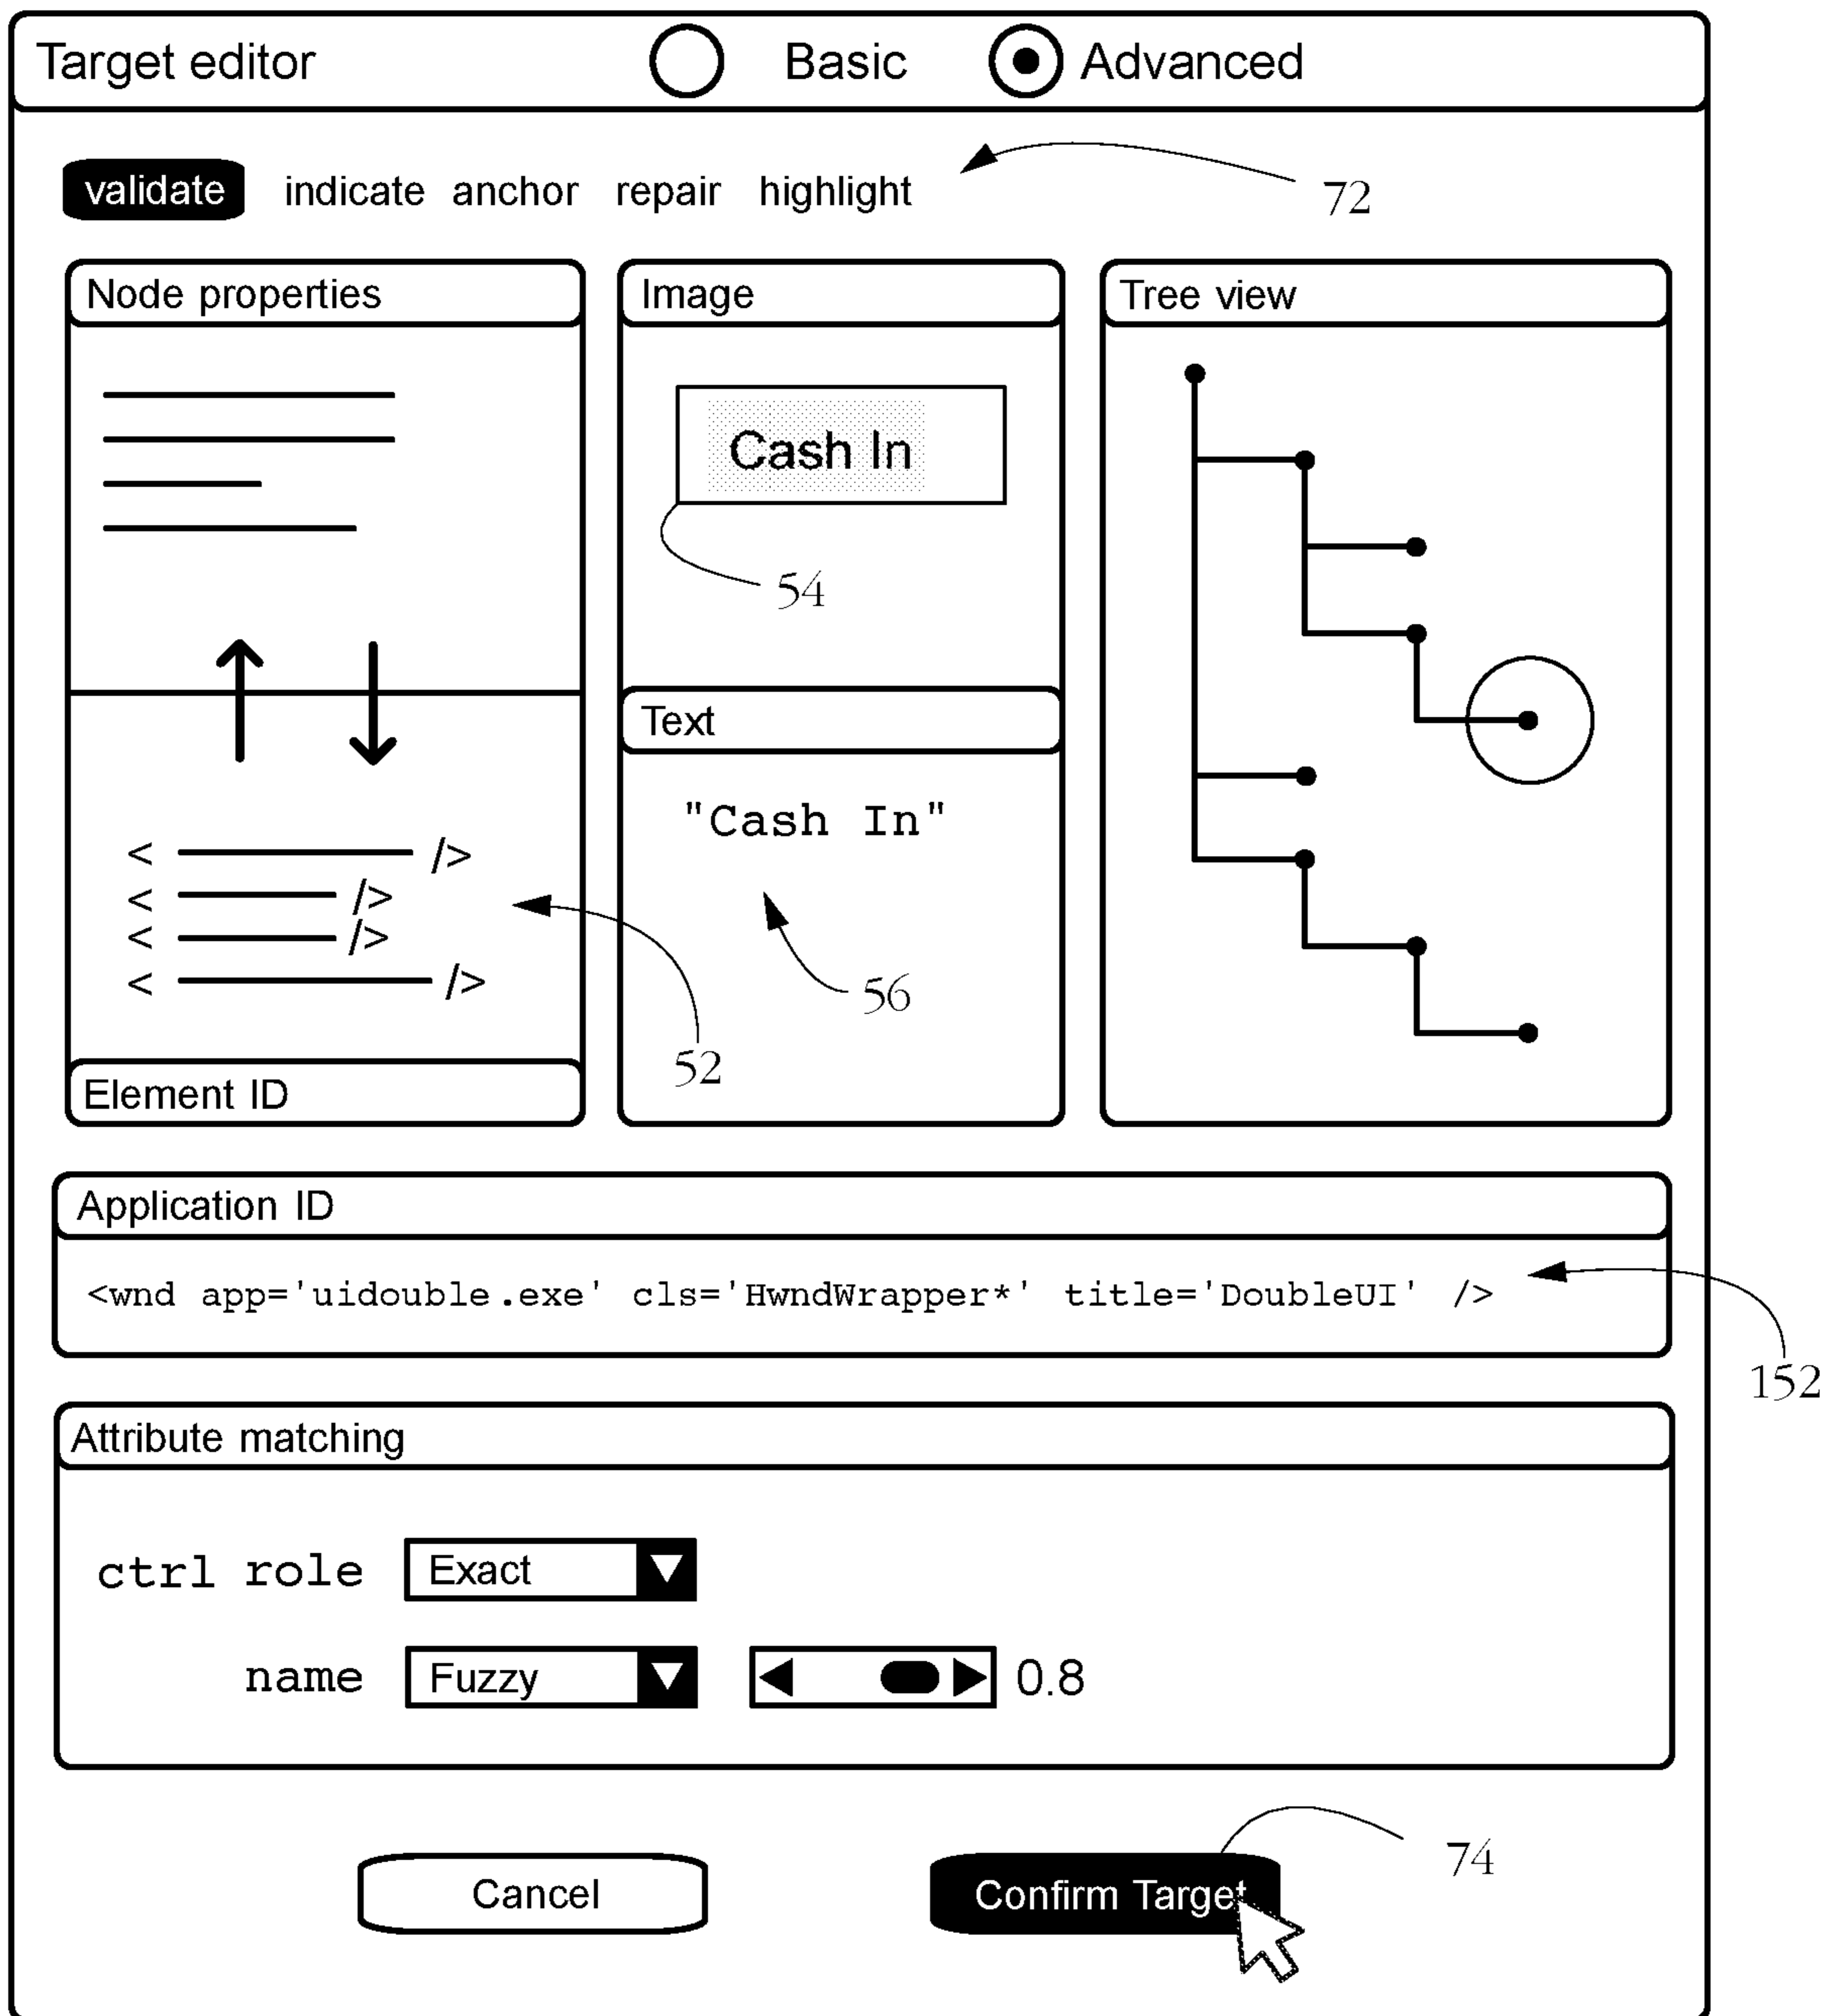 Target editor Basic Advanced
validate indicate anchor repair highlight
72
Node properties
Image
Tree view
Cash In
54
Text
"Cash In"
< />
< />
< />
< />
56
52
Element ID
Application ID
<wnd app='uidouble.exe' cls='HwndWrapper*' title='DoubleUI' />
152
Attribute matching
ctrl role Exact
name Fuzzy 0.8
74
Cancel Confirm Target